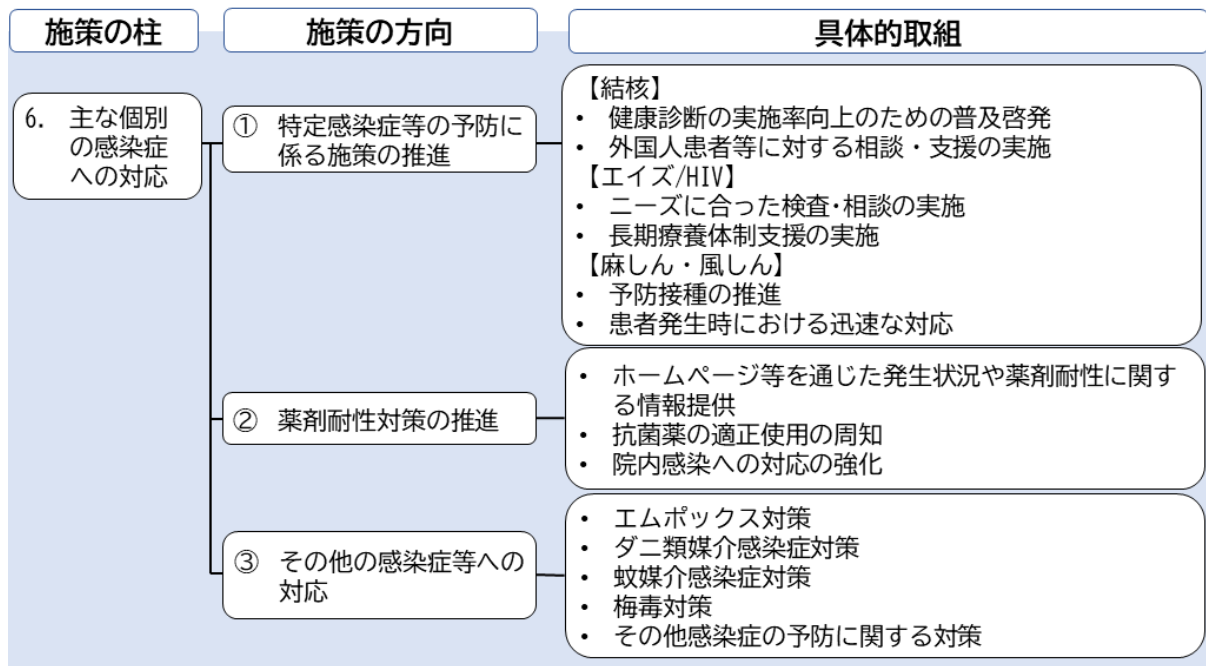 施策の柱
施策の方向
具体的取組
6. 主な個別
の感染症
への対応
① 特定感染症等の予防に
係る施策の推進
【結核】
• 健康診断の実施率向上のための普及啓発
• 外国人患者等に対する相談・支援の実施
【エイズ/HIV】
• ニーズに合った検査・相談の実施
• 長期療養体制支援の実施
【麻しん・風しん】
• 予防接種の推進
• 患者発生時における迅速な対応
② 薬剤耐性対策の推進
• ホームページ等を通じた発生状況や薬剤耐性に関す
る情報提供
• 抗菌薬の適正使用の周知
• 院内感染への対応の強化
③ その他の感染症等への
対応
• エムポックス対策
• ダニ類媒介感染症対策
• 蚊媒介感染症対策
• 梅毒対策
• その他感染症の予防に関する対策